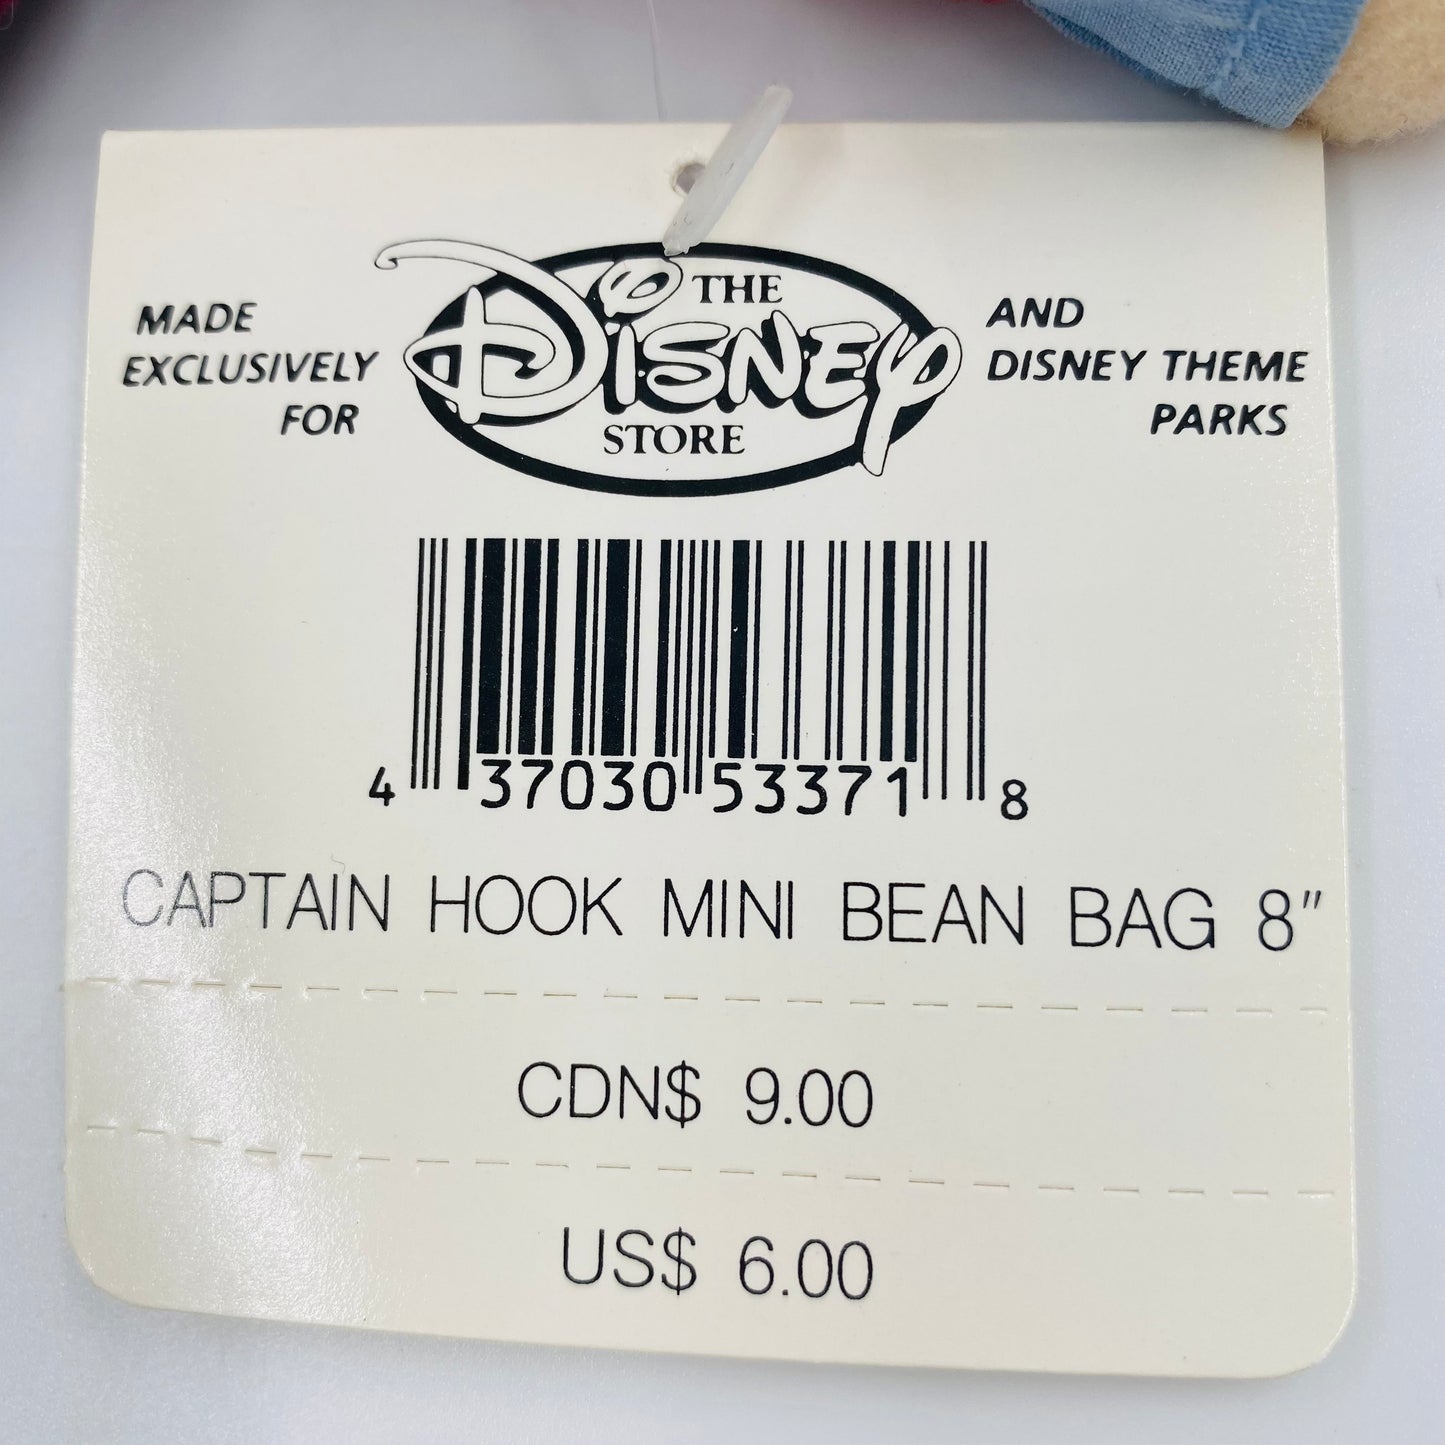 MADE
EXCLUSIVELY
FOR
THE
DISNEY
STORE
AND
DISNEY THEME
PARKS
4 37030 53371 8
CAPTAIN HOOK MINI BEAN BAG 8"
CDN$ 9.00
US$ 6.00